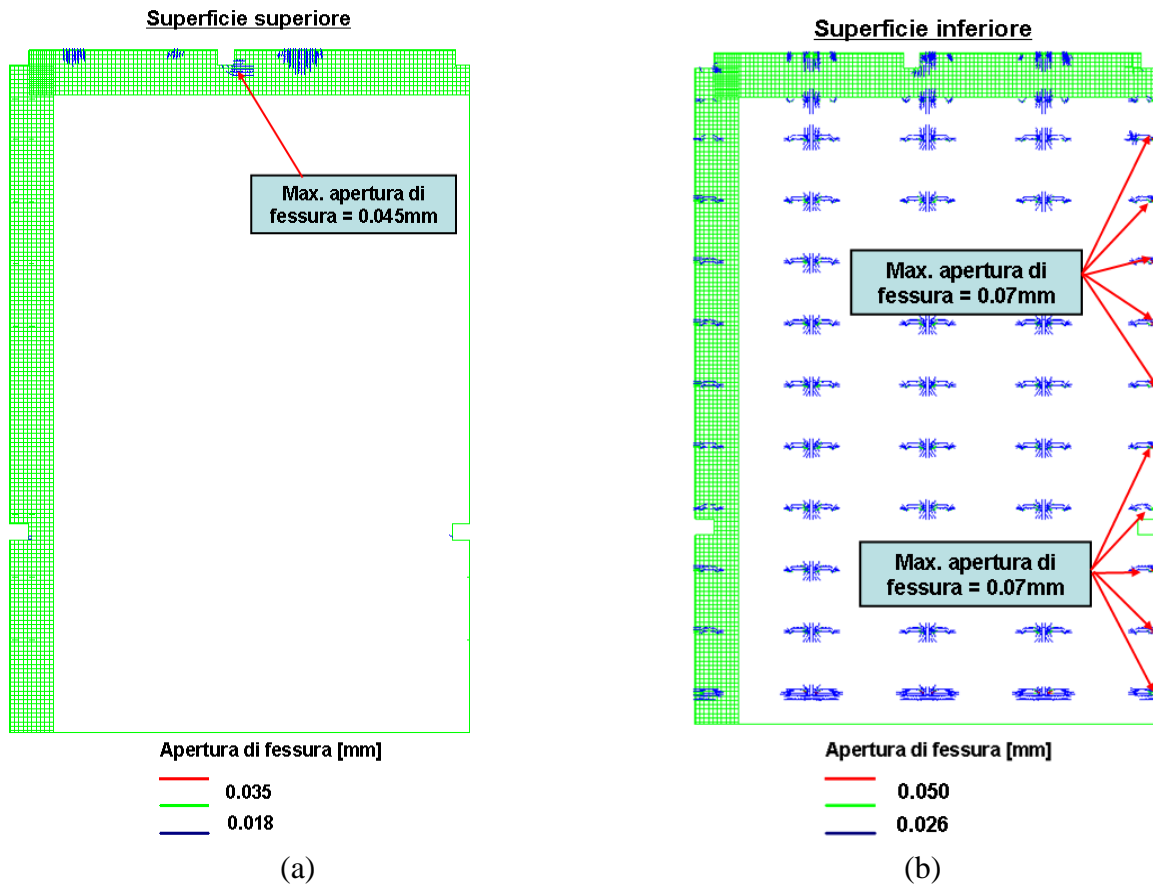 Superficie superiore
Max. apertura di
fessura = 0.045mm
Apertura di fessura [mm]
0.035
0.018
(a)
Superficie inferiore
Max. apertura di
fessura = 0.07mm
Max. apertura di
fessura = 0.07mm
Apertura di fessura [mm]
0.050
0.026
(b)